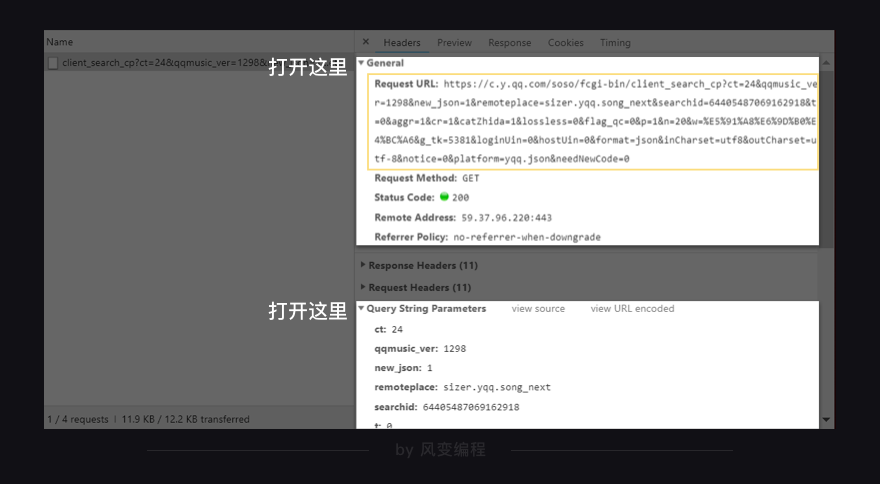 Name
× Headers Preview Response Cookies Timing
client_search_cp?ct=24&qqmusic_ver=1298&
打开这里
General
Request URL: https://c.y.qq.com/soso/fcgi-bin/client_search_cp?ct=24&qqmusic_ve
r=1298&new_json=1&remoteplace=sizer.yqq.song_next&searchid=64405487069162918&t
=0&aggr=1&cr=1&catZhida=1&lossless=0&flag_qc=0&p=1&n=20&w=%E5%91%A8%E6%9D%B0%E
4%BC%A6&g_tk=5381&loginUin=0&hostUin=0&format=json&inCharset=utf8&outCharset=u
tf-8&notice=0&platform=yqq.json&needNewCode=0
Request Method: GET
Status Code: 200
Remote Address: 59.37.96.220:443
Referrer Policy: no-referrer-when-downgrade
Response Headers (11)
Request Headers (11)
打开这里
Query String Parameters view source view URL encoded
ct: 24
qqmusic_ver: 1298
new_json: 1
remoteplace: sizer.yqq.song_next
searchid: 64405487069162918
t: 0
1 / 4 requests | 11.9 KB / 12.2 KB transferred
by 风变编程